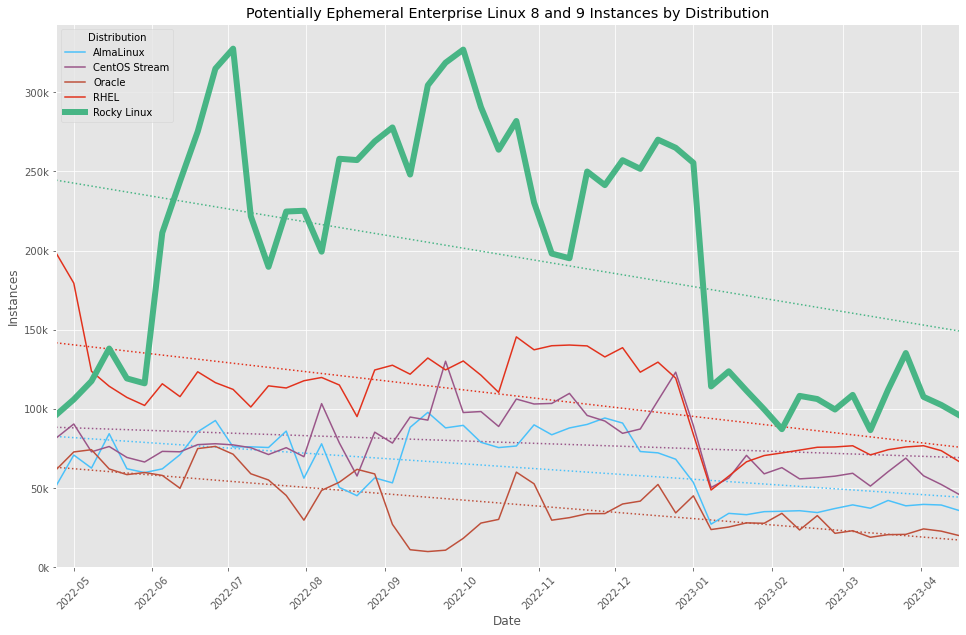 Potentially Ephemeral Enterprise Linux 8 and 9 Instances by Distribution
Distribution
AlmaLinux
CentOS Stream
Oracle
RHEL
Rocky Linux
300k
250k
200k
150k
100k
50k
0k
Instances
2022-05
2022-06
2022-07
2022-08
2022-09
2022-10
2022-11
2022-12
2023-01
2023-02
2023-03
2023-04
Date